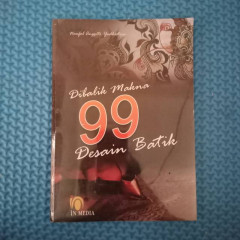 Dibalik Makna
99
Desain Batik
IN MEDIA